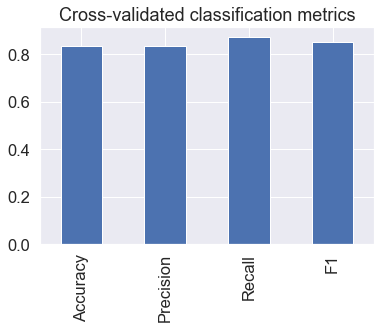 Cross-validated classification metrics
0.8
0.6
0.4
0.2
0.0
Accuracy
Precision
Recall
F1